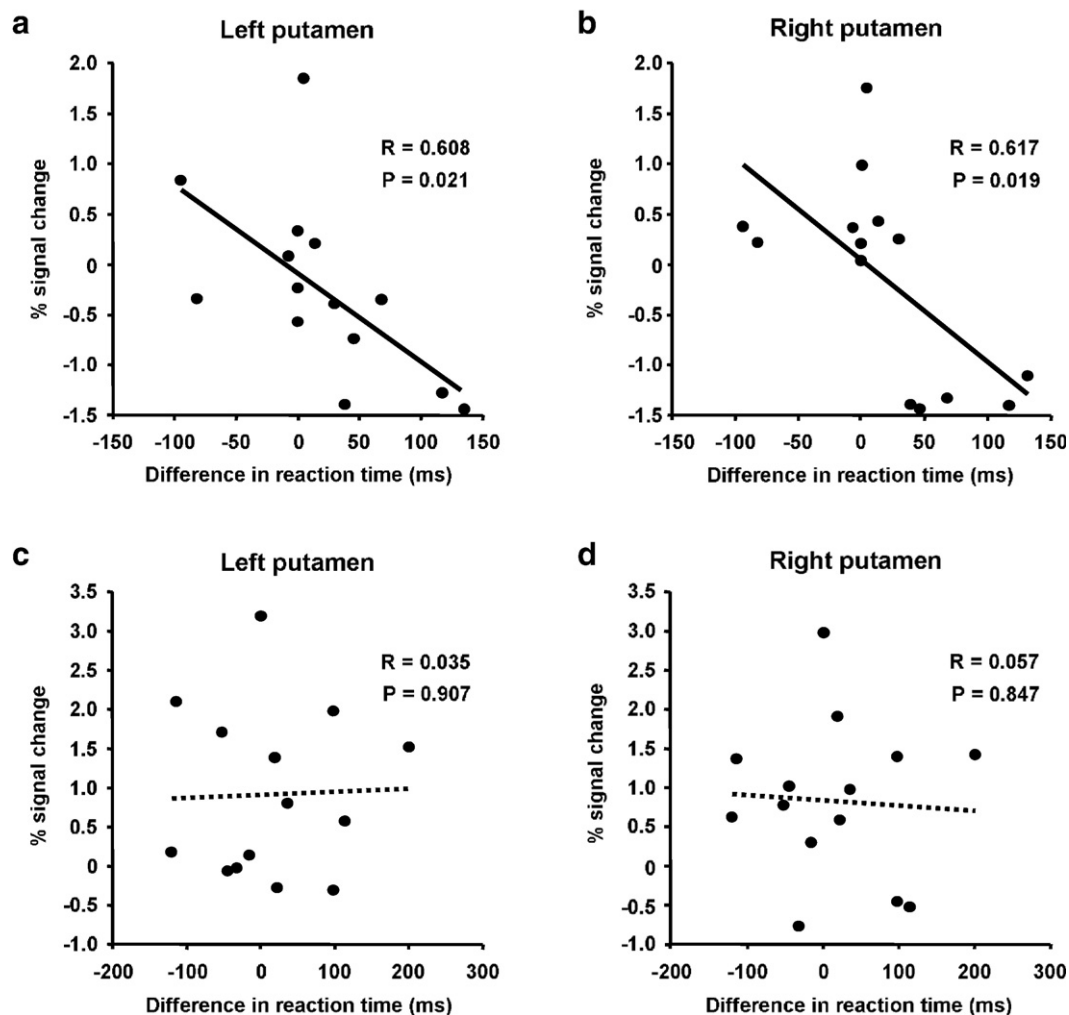 a
Left putamen
2.0
1.5
1.0
0.5
0
-0.5
-1.0
-1.5
% signal change
R = 0.608
P = 0.021
-150 -100 -50 0 50 100 150
Difference in reaction time (ms)
b
Right putamen
2.0
1.5
1.0
0.5
0
-0.5
-1.0
-1.5
% signal change
R = 0.617
P = 0.019
-150 -100 -50 0 50 100 150
Difference in reaction time (ms)
c
Left putamen
3.5
3.0
2.5
2.0
1.5
1.0
0.5
0
-0.5
-1.0
% signal change
R = 0.035
P = 0.907
-200 -100 0 100 200 300
Difference in reaction time (ms)
d
Right putamen
3.5
3.0
2.5
2.0
1.5
1.0
0.5
0
-0.5
-1.0
% signal change
R = 0.057
P = 0.847
-200 -100 0 100 200 300
Difference in reaction time (ms)